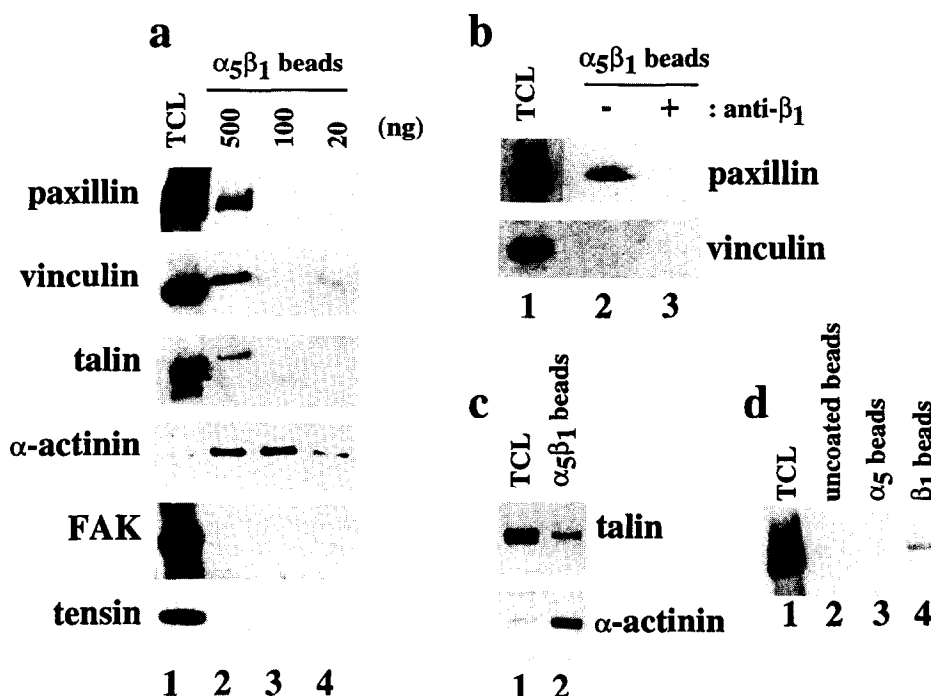 a
α5β1 beads
TCL
500
100
20
(ng)
paxillin
vinculin
talin
α-actinin
FAK
tensin
1 2 3 4
b
α5β1 beads
TCL
- + : anti-β1
paxillin
vinculin
1 2 3
c
TCL
α5β1 beads
talin
α-actinin
1 2
d
TCL
uncoated beads
α5 beads
β1 beads
1 2 3 4